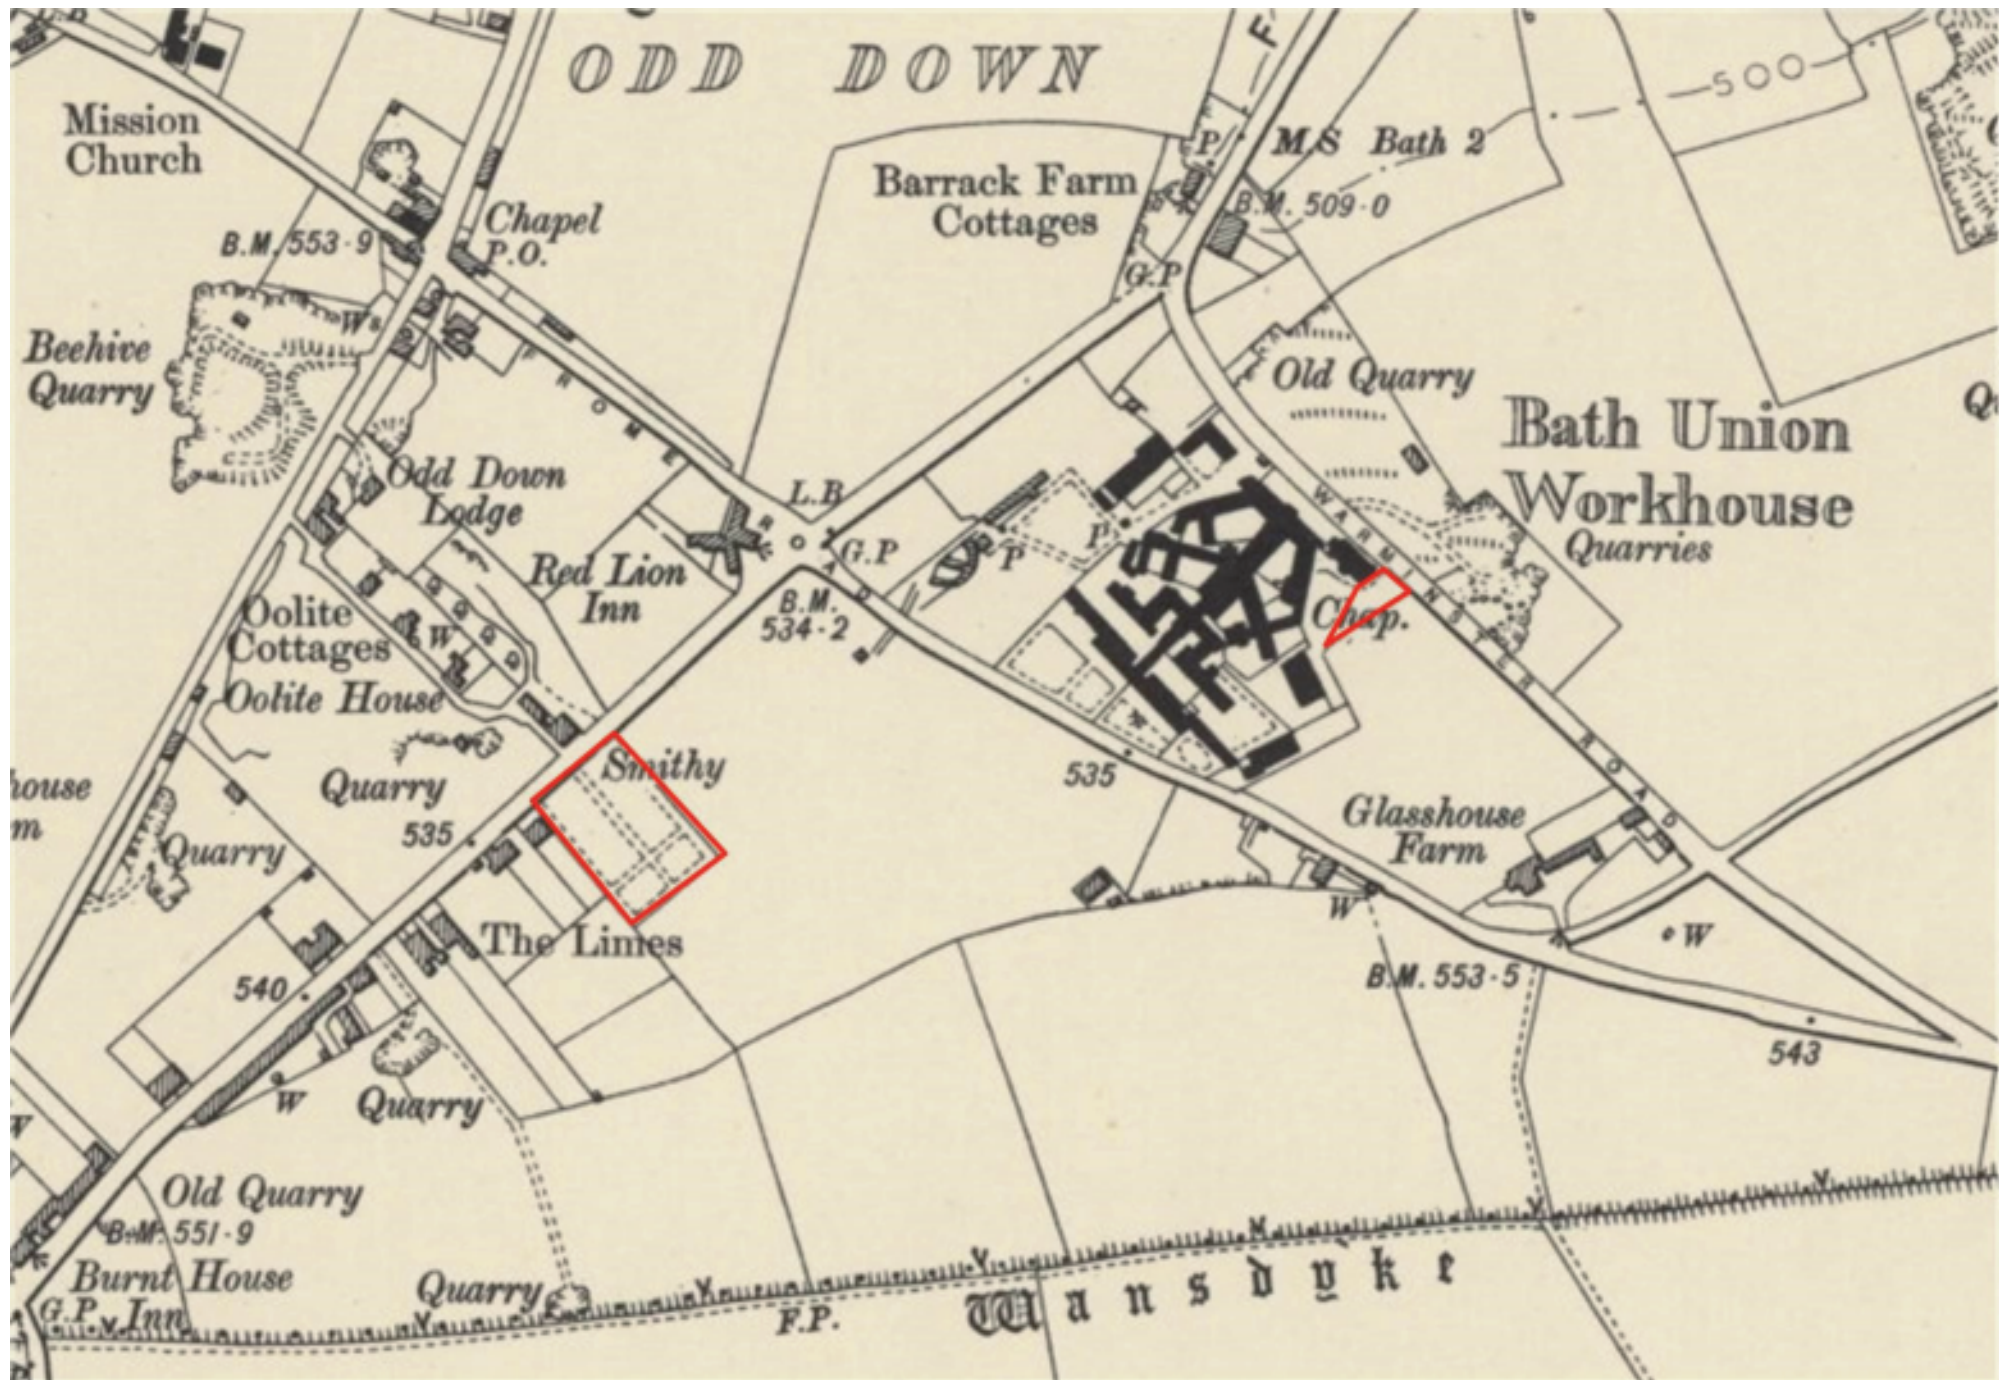 ODD DOWN
Mission
Church
F
500
P
M.S Bath 2
Barrack Farm
Cottages
B.M. 509·0
Chapel
P.O.
B.M. 553·9
G.P
Ws
Beehive
Quarry
Old Quarry
FROME ROAD
Bath Union
Workhouse
Quarries
Odd Down
Lodge
L.B
G.P
P
P
WARMINSTER ROAD
Red Lion
Inn
B.M.
534·2
Chap.
Oolite
Cottages
W
Oolite House
Smithy
Quarry
535
535
house
m
Quarry
Glasshouse
Farm
The Limes
W
W
540
B.M. 553·5
543
W
Quarry
W
Old Quarry
B.M. 551·9
Burnt House
Inn
G.P.
Quarry
F.P.
Wansdyke